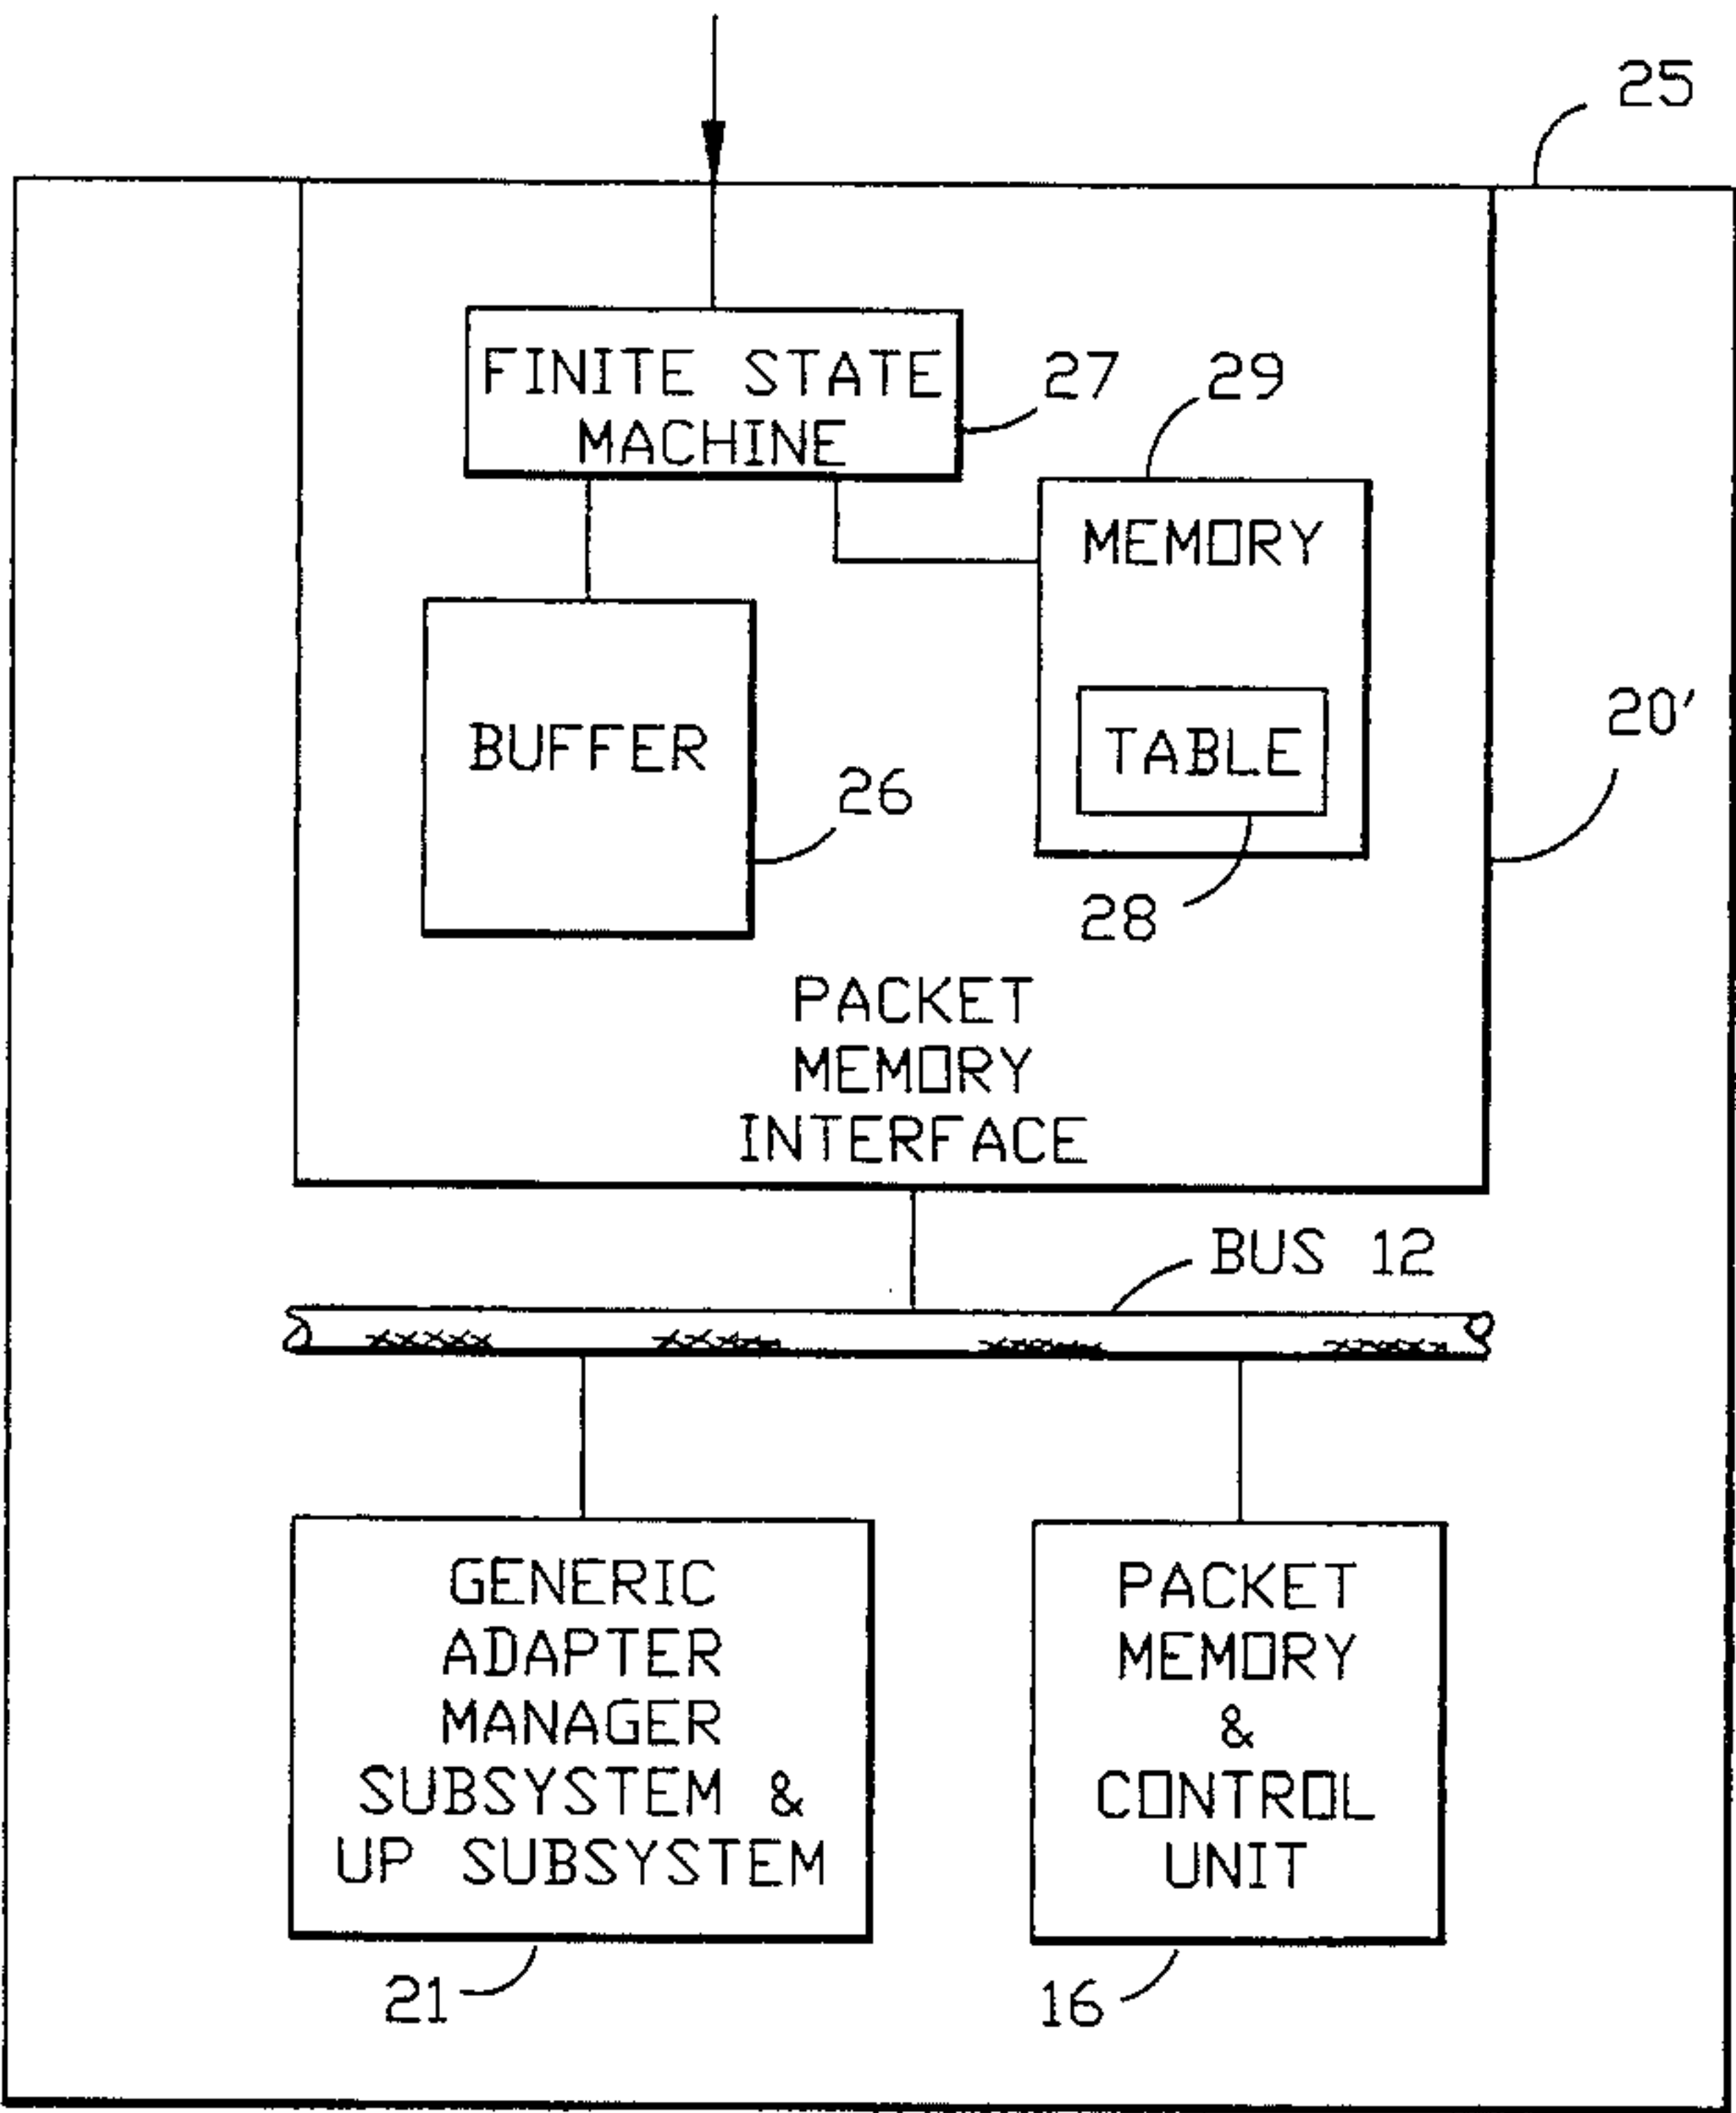 25
FINITE STATE
MACHINE
27
29
MEMORY
TABLE
20'
BUFFER
26
28
PACKET
MEMORY
INTERFACE
BUS 12
GENERIC
ADAPTER
MANAGER
SUBSYSTEM &
UP SUBSYSTEM
PACKET
MEMORY
&
CONTROL
UNIT
21
16